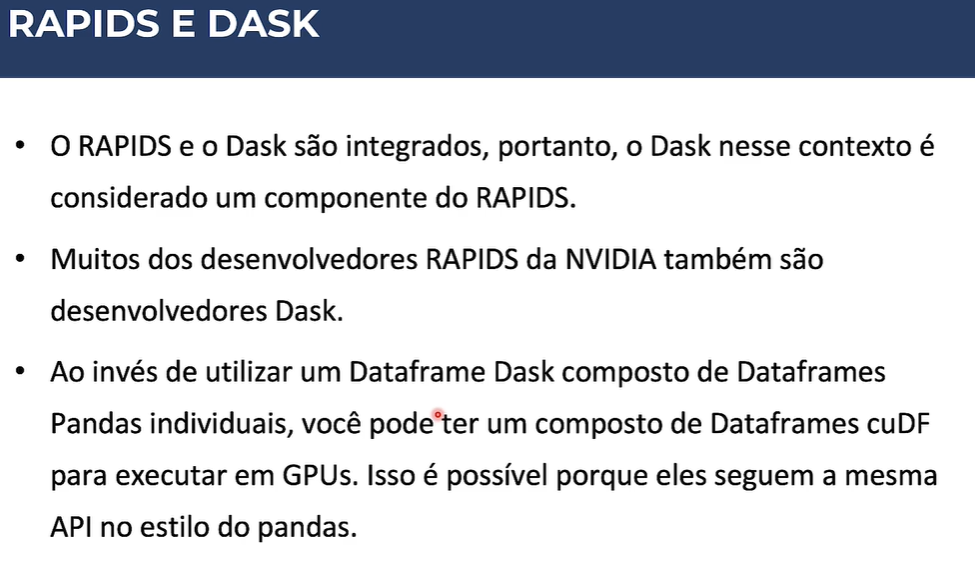 RAPIDS E DASK
• O RAPIDS e o Dask são integrados, portanto, o Dask nesse contexto é
considerado um componente do RAPIDS.
• Muitos dos desenvolvedores RAPIDS da NVIDIA também são
desenvolvedores Dask.
• Ao invés de utilizar um Dataframe Dask composto de Dataframes
Pandas individuais, você pode ter um composto de Dataframes cuDF
para executar em GPUs. Isso é possível porque eles seguem a mesma
API no estilo do pandas.